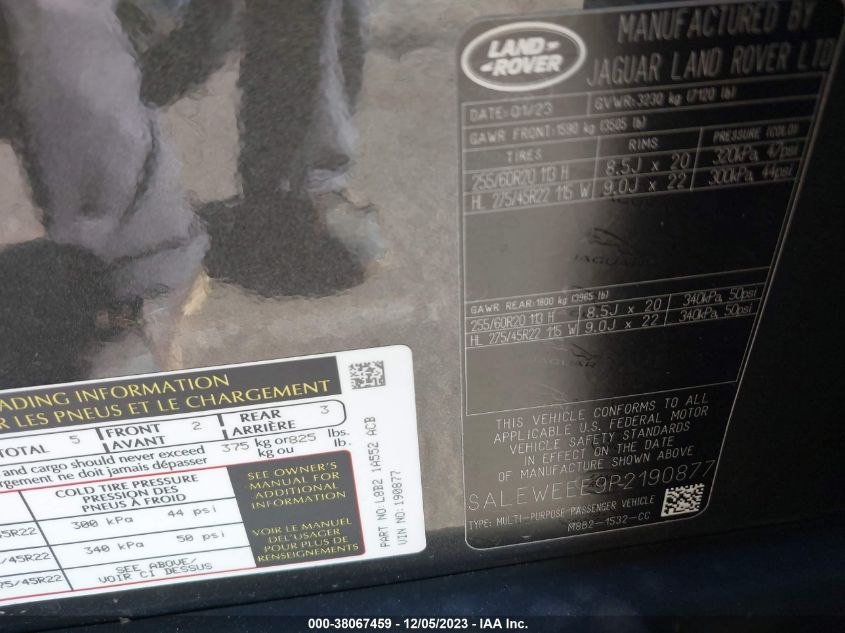 LAND ROVER
MANUFACTURED BY
JAGUAR LAND ROVER LTD
DATE: 01/23 GVWR: 3230 kg (7120 lb)
GAWR FRONT: 1590 kg (3505 lb)
TIRES RIMS PRESSURE (COLD)
255/60R20 113 H 8.5J x 20 320kPa, 47psi
HL 275/45R22 115 W 9.0J x 22 300kPa, 44psi
JAGUAR
GAWR REAR: 1800 kg (3965 lb)
255/60R20 113 H 8.5J x 20 340kPa, 50psi
HL 275/45R22 115 W 9.0J x 22 340kPa, 50psi
JAGUAR
THIS VEHICLE CONFORMS TO ALL
APPLICABLE U.S. FEDERAL MOTOR
VEHICLE SAFETY STANDARDS
IN EFFECT ON THE DATE
OF MANUFACTURE SHOWN ABOVE
SALEWEEE9P2190877
TYPE: MULTI-PURPOSE PASSENGER VEHICLE
M8B2-1532-CC
ADING INFORMATION
R LES PNEUS ET LE CHARGEMENT
TOTAL 5 FRONT 2 REAR 3
AVANT ARRIÈRE
and cargo should never exceed 375 kg or 825 lbs.
rgement ne doit jamais dépasser kg ou lb.
COLD TIRE PRESSURE
PRESSION DES
PNEUS À FROID
5R22 300 kPa 44 psi
/45R22 340 kPa 50 psi
75/45R22 SEE ABOVE/
VOIR CI DESSUS
SEE OWNER'S
MANUAL FOR
ADDITIONAL
INFORMATION
VOIR LE MANUEL
DE L'USAGER
POUR PLUS DE
RENSEIGNEMENTS
PART NO: L8B2 1A552 ACB
VIN NO: 190877
000-38067459 - 12/05/2023 - IAA Inc.